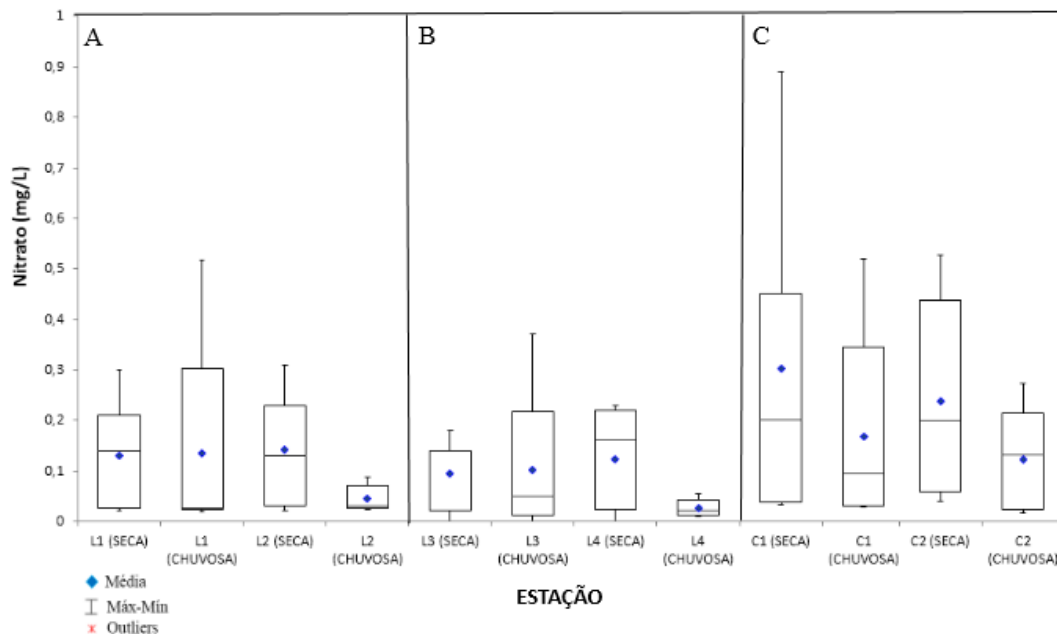 A
B
C
1
0,9
0,8
0,7
0,6
0,5
0,4
0,3
0,2
0,1
0
Nitrato (mg/L)
L1 (SECA)
L1 (CHUVOSA)
L2 (SECA)
L2 (CHUVOSA)
L3 (SECA)
L3 (CHUVOSA)
L4 (SECA)
L4 (CHUVOSA)
C1 (SECA)
C1 (CHUVOSA)
C2 (SECA)
C2 (CHUVOSA)
ESTAÇÃO
Média
Máx-Mín
Outliers